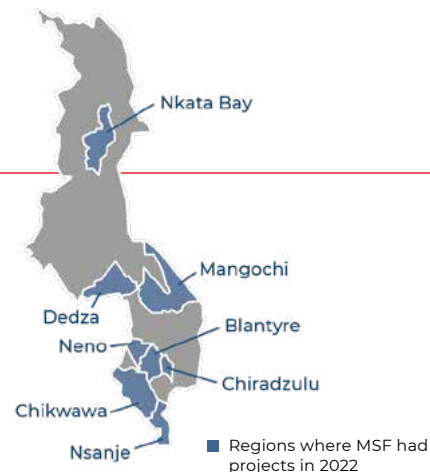 Nkata Bay
Mangochi
Dedza
Blantyre
Neno
Chiradzulu
Chikwawa
Nsanje
Regions where MSF had
projects in 2022